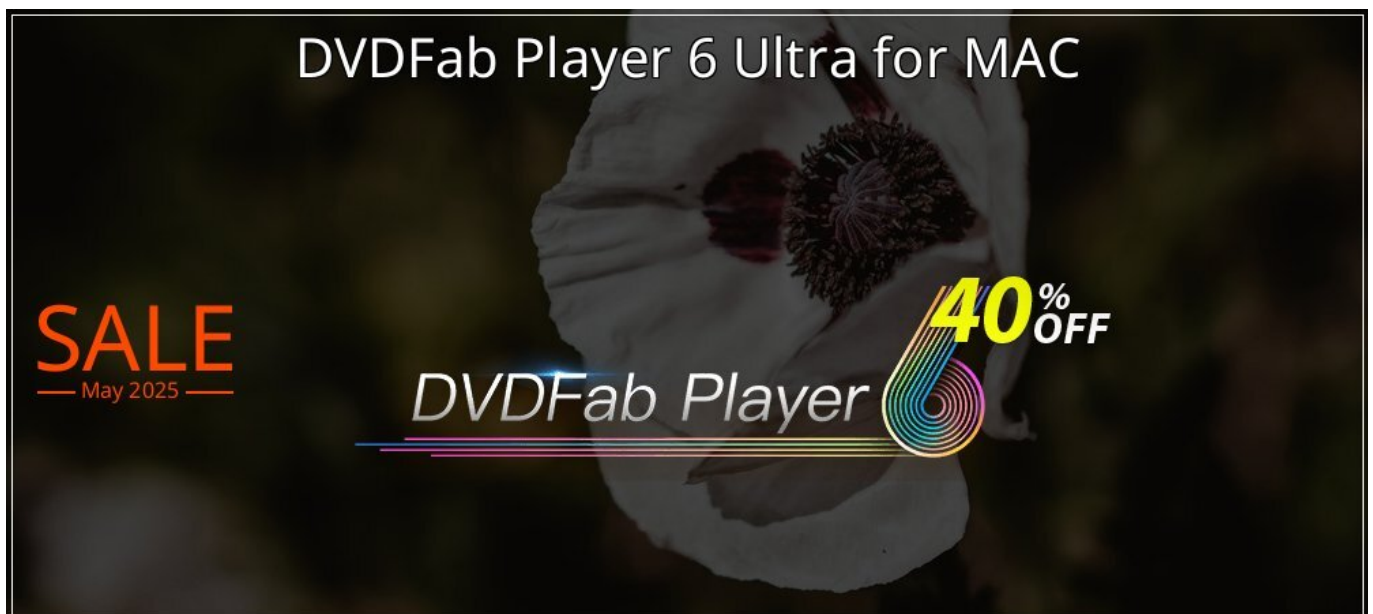 DVDFab Player 6 Ultra for MAC
40% OFF
SALE
May 2025
DVDFab Player 6